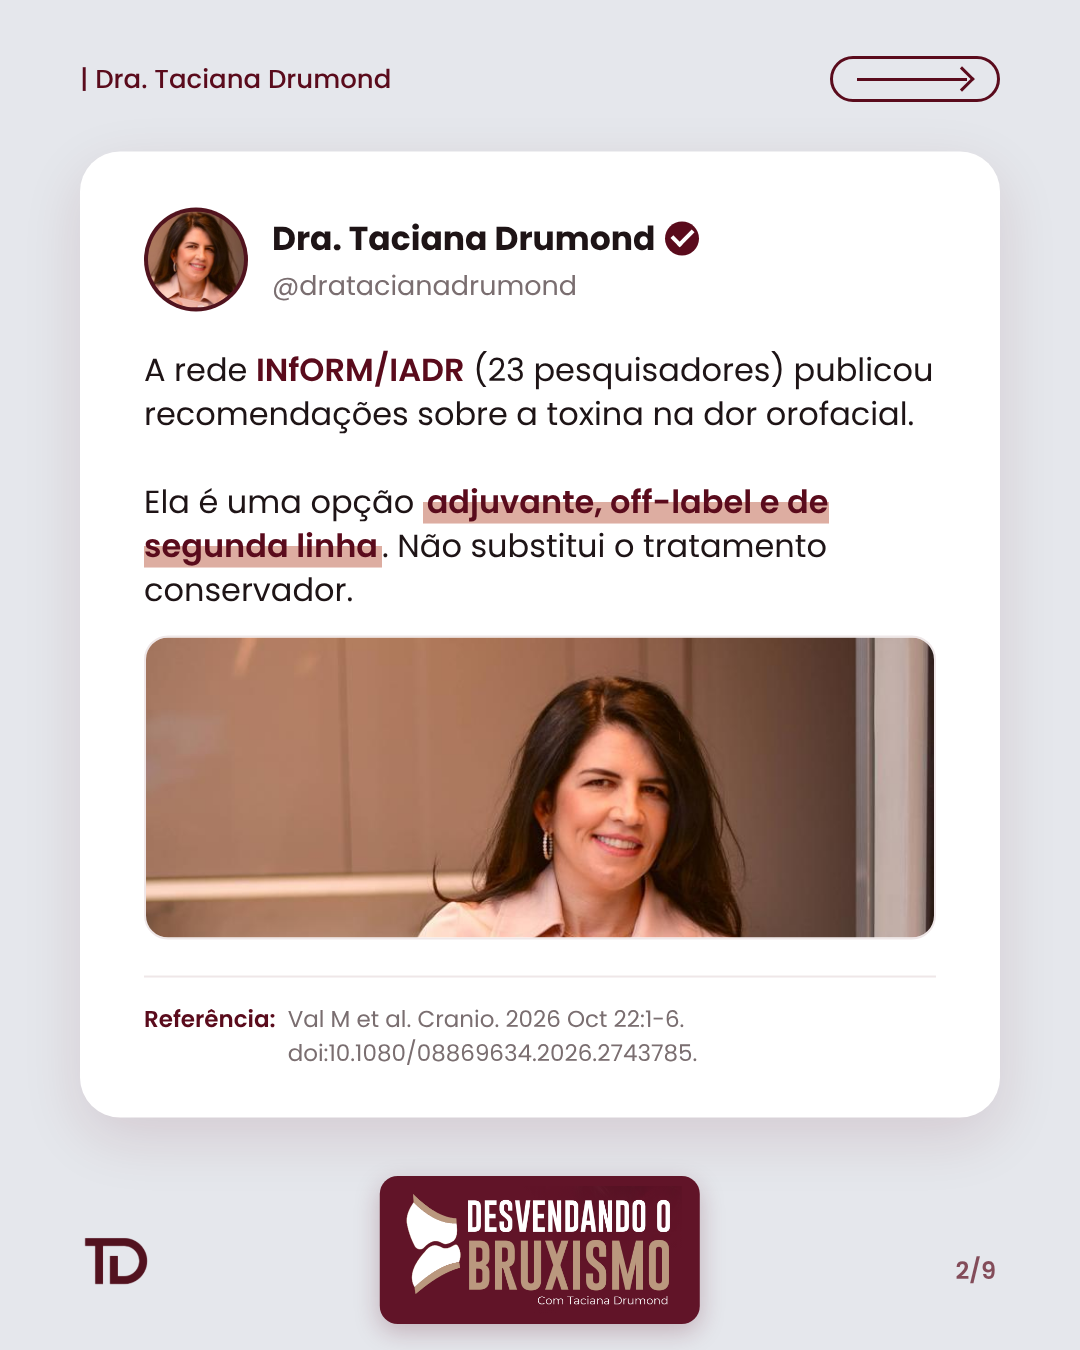 | Dra. Taciana Drumond
Dra. Taciana Drumond
@dratacianadrumond
A rede INfORM/IADR (23 pesquisadores) publicou
recomendações sobre a toxina na dor orofacial.
Ela é uma opção adjuvante, off-label e de
segunda linha. Não substitui o tratamento
conservador.
Referência: Val M et al. Cranio. 2026 Oct 22:1-6.
doi:10.1080/08869634.2026.2743785.
TD
DESVENDANDO O
BRUXISMO
Com Taciana Drumond
2/9